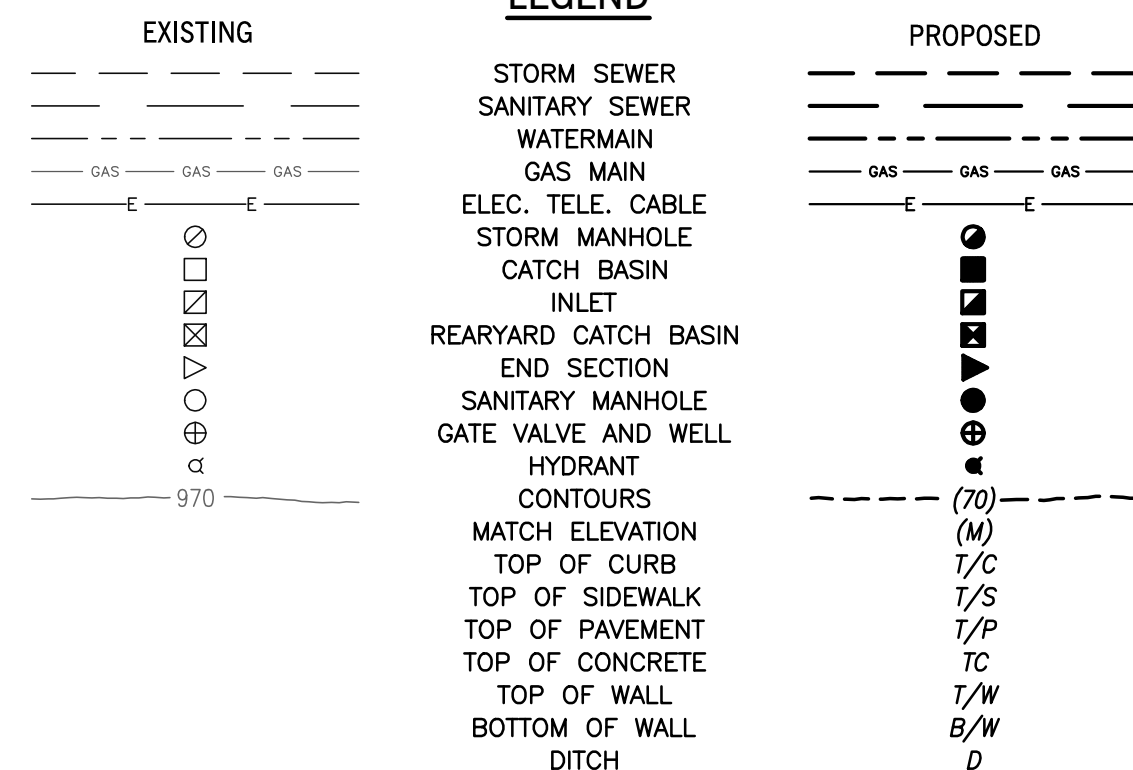 LEGEND
EXISTING PROPOSED
STORM SEWER
SANITARY SEWER
WATERMAIN
GAS GAS GAS GAS MAIN GAS GAS GAS
E E ELEC. TELE. CABLE E E
STORM MANHOLE
CATCH BASIN
INLET
REARYARD CATCH BASIN
END SECTION
SANITARY MANHOLE
GATE VALVE AND WELL
HYDRANT
970 CONTOURS (70)
MATCH ELEVATION (M)
TOP OF CURB T/C
TOP OF SIDEWALK T/S
TOP OF PAVEMENT T/P
TOP OF CONCRETE TC
TOP OF WALL T/W
BOTTOM OF WALL B/W
DITCH D